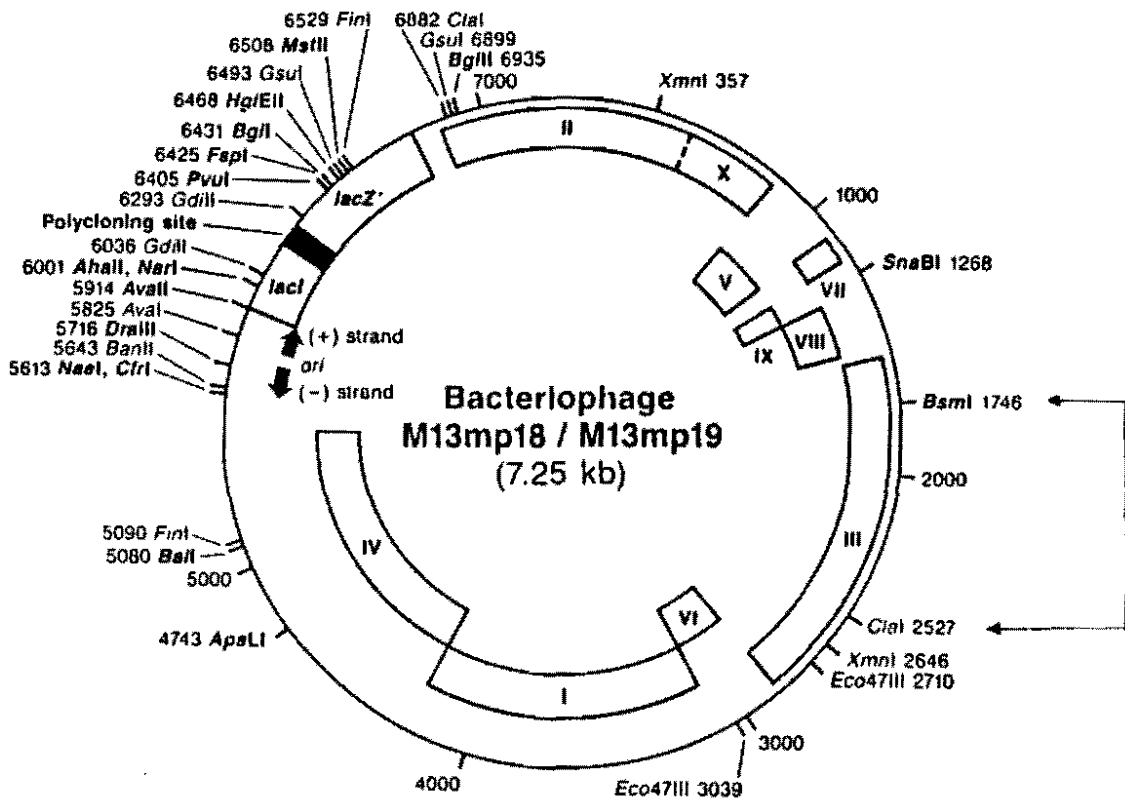 6529 FinI
6508 MstII
6493 GsuI
6468 HgiEII
6431 BglI
6425 FspI
6405 PvuI
6293 GdiII
Polycloning site
6036 GdiII
6001 AhaII, NarI
5914 AvaII
5825 AvaI
5716 DraIII
5643 BanII
5613 NaeI, CfrI
6882 ClaI
GsuI 6899
BglII 6935
7000
XmnI 357
1000
SnaBI 1268
BsmI 1746
2000
ClaI 2527
XmnI 2646
Eco47III 2710
3000
Eco47III 3039
4000
4743 ApsLI
5000
5080 BalI
5090 FinI
II
X
lacZ'
lacI
V
VII
IX
VIII
III
VI
I
IV
(+) strand
ori
(−) strand
Bacteriophage
M13mp18 / M13mp19
(7.25 kb)